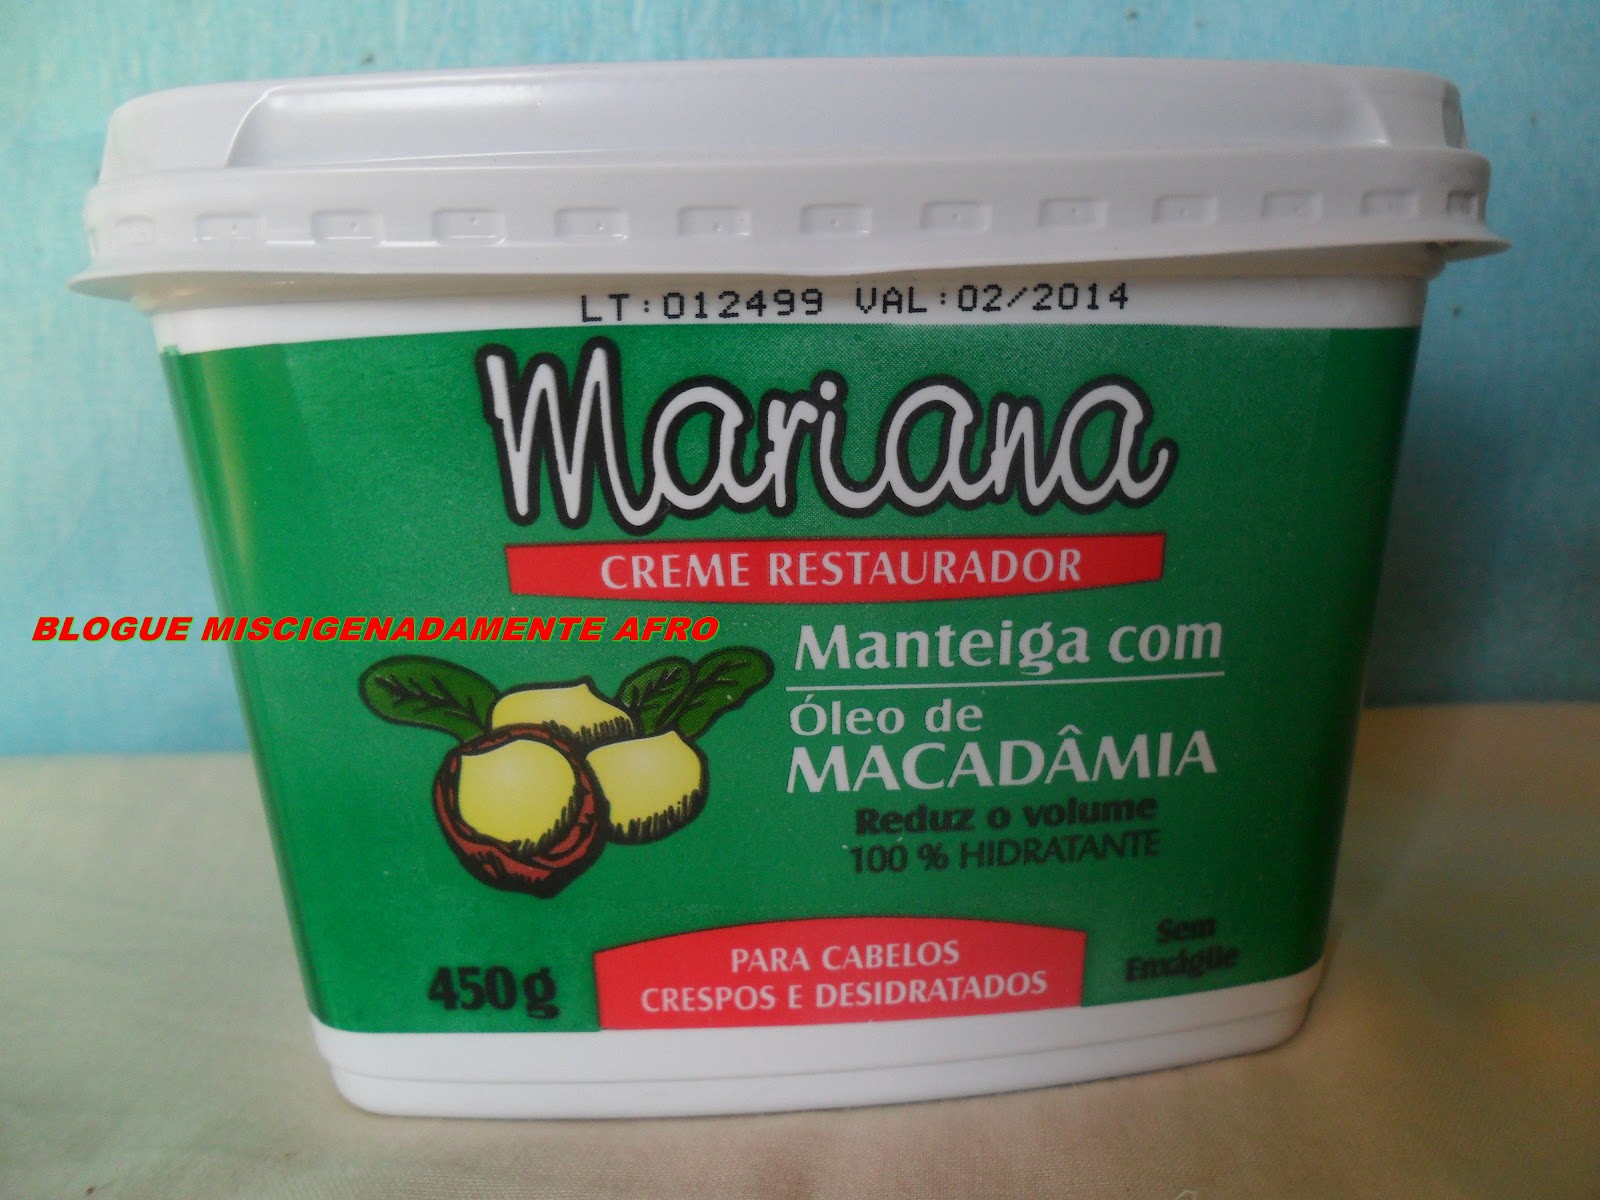 LT:012499 VAL:02/2014
Mariana
CREME RESTAURADOR
BLOGUE MISCIGENADAMENTE AFRO
Manteiga com
Óleo de
MACADÂMIA
Reduz o volume
100 % HIDRATANTE
Sem
Enxágüe
450g
PARA CABELOS
CRESPOS E DESIDRATADOS